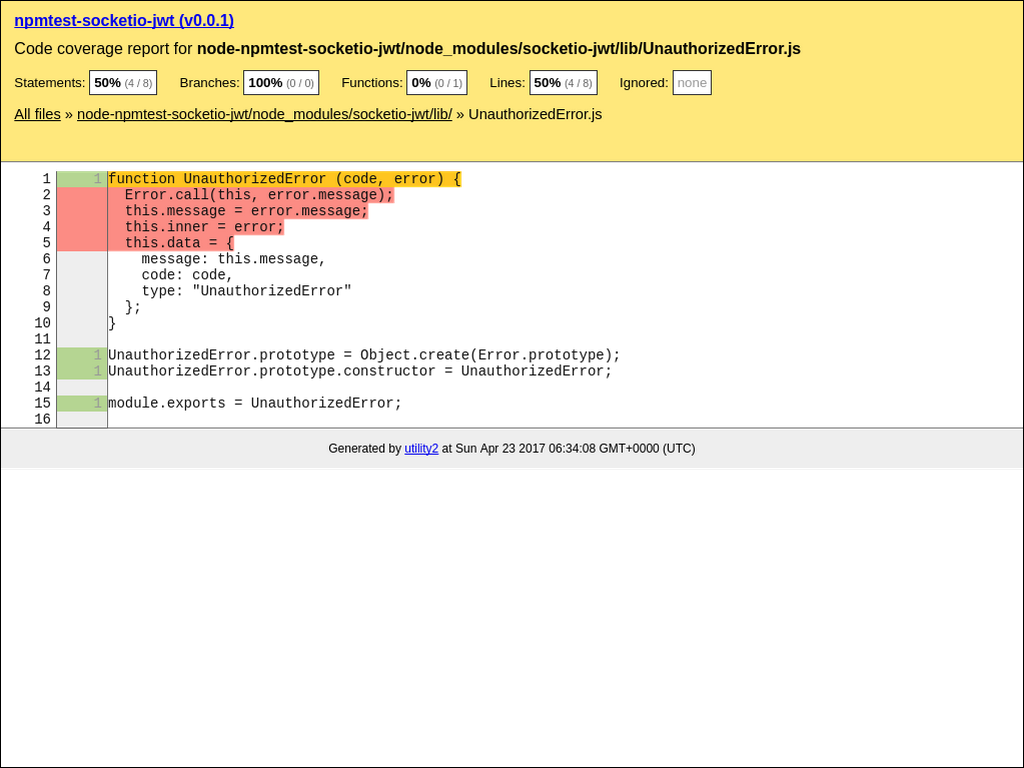 npmtest-socketio-jwt (v0.0.1)
Code coverage report for node-npmtest-socketio-jwt/node_modules/socketio-jwt/lib/UnauthorizedError.js
Statements: 50% (4 / 8) Branches: 100% (0 / 0) Functions: 0% (0 / 1) Lines: 50% (4 / 8) Ignored: none
All files » node-npmtest-socketio-jwt/node_modules/socketio-jwt/lib/ » UnauthorizedError.js
1 1 function UnauthorizedError (code, error) {
2 Error.call(this, error.message);
3 this.message = error.message;
4 this.inner = error;
5 this.data = {
6 message: this.message,
7 code: code,
8 type: "UnauthorizedError"
9 };
10 }
11
12 1 UnauthorizedError.prototype = Object.create(Error.prototype);
13 1 UnauthorizedError.prototype.constructor = UnauthorizedError;
14
15 1 module.exports = UnauthorizedError;
16
Generated by utility2 at Sun Apr 23 2017 06:34:08 GMT+0000 (UTC)